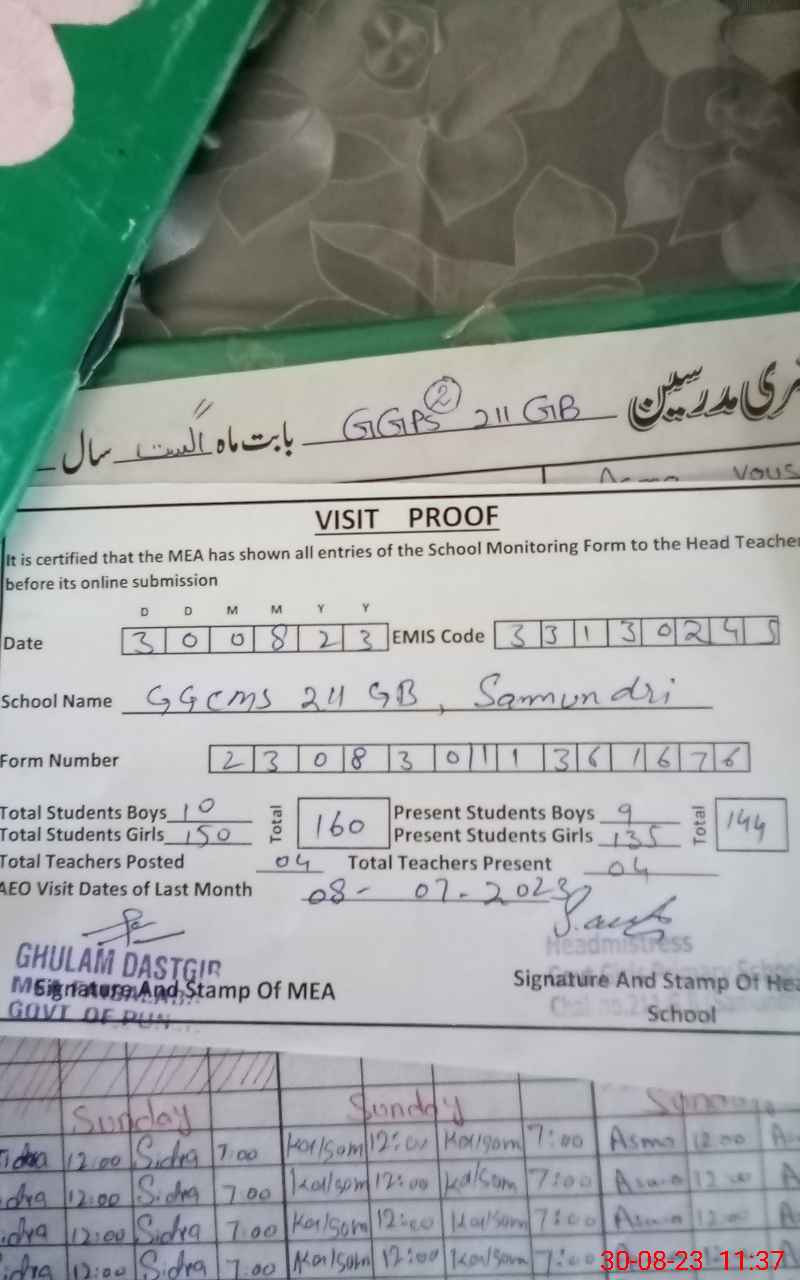 ری مدرسین GGPS ② 211 GB بابت ماہ اگست سال
VISIT PROOF
It is certified that the MEA has shown all entries of the School Monitoring Form to the Head Teacher
before its online submission
D D M M Y Y
Date 3 0 0 8 2 3 EMIS Code 3 3 1 3 0 2 4 5
School Name GGCMS 211 GB, Samundri
Form Number 2 3 0 8 3 0 1 1 3 6 1 6 7 6
Total Students Boys 10 Total 160 Present Students Boys 9 Total 144
Total Students Girls 150 Present Students Girls 135
Total Teachers Posted 04 Total Teachers Present 04
AEO Visit Dates of Last Month 08-07-2023
Headmistress
GHULAM DASTGIR
Signature And Stamp Of MEA Signature And Stamp Of Hea
GOVT OF PUN
School
Sunday Sunday
Sidra 12:00 Sidra 7.00 Kalsom 12:00 Kalsom 7:00 Asma 12:00
Sidra 12:00 Sidra 7.00 Kalsom 12:00 Kalsom 7:00 Asma 12:00
Sidra 12:00 Sidra 7.00 Kalsom 12:00 Kalsom 7:00 Asma 12:00
Sidra 12:00 Sidra 7.00 Kalsom 12:00 Kalsom 7:00
30-08-23 11:37